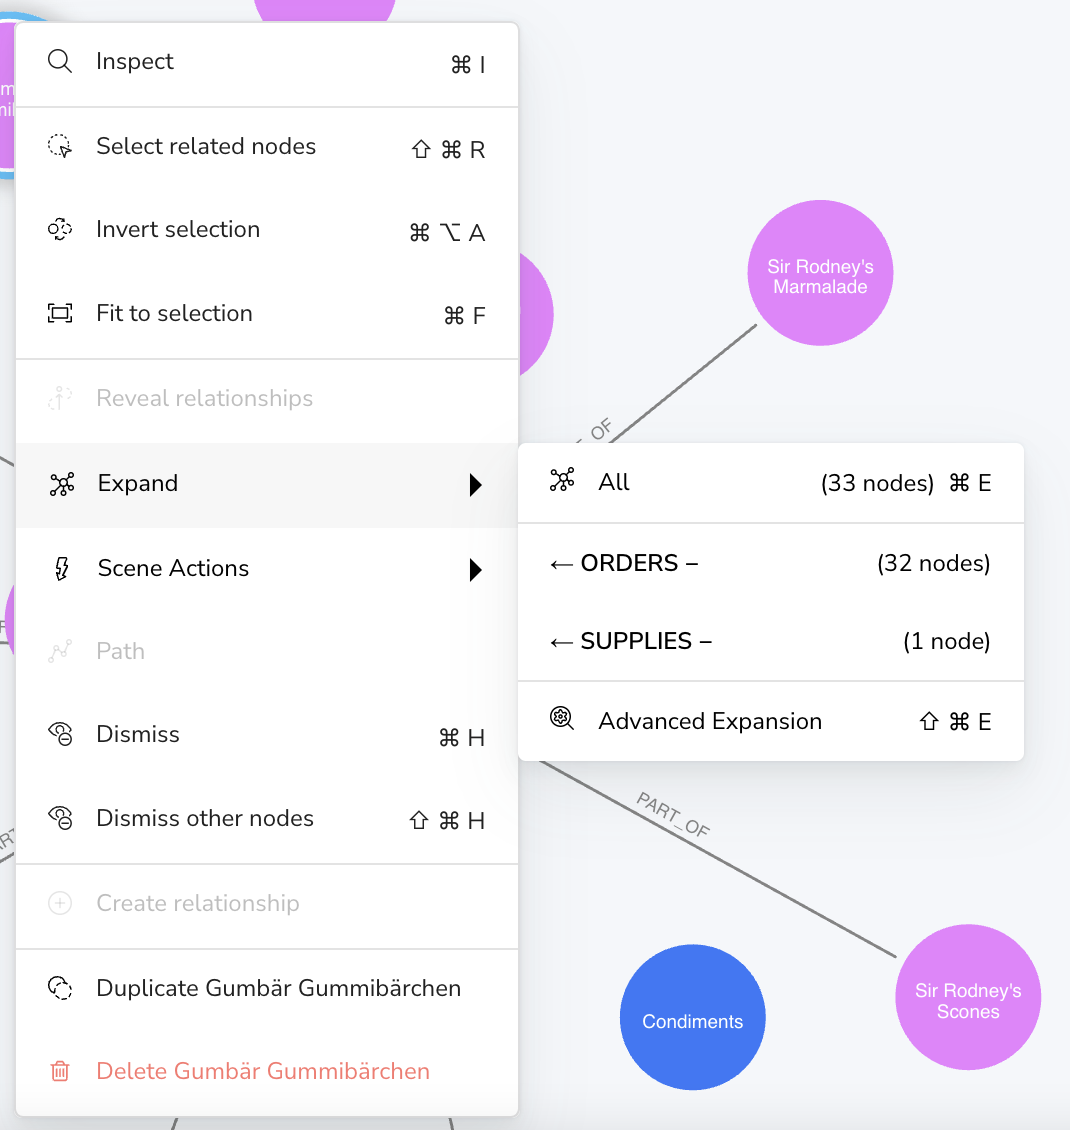 Inspect ⌘ I
Select related nodes ⇧ ⌘ R
Invert selection ⌘ ⌥ A
Fit to selection ⌘ F
Reveal relationships
Expand
Scene Actions
Path
Dismiss ⌘ H
Dismiss other nodes ⇧ ⌘ H
Create relationship
Duplicate Gumbär Gummibärchen
Delete Gumbär Gummibärchen
All (33 nodes) ⌘ E
← ORDERS – (32 nodes)
← SUPPLIES – (1 node)
Advanced Expansion ⇧ ⌘ E
Sir Rodney's
Marmalade
_OF
PART_OF
Condiments
Sir Rodney's
Scones